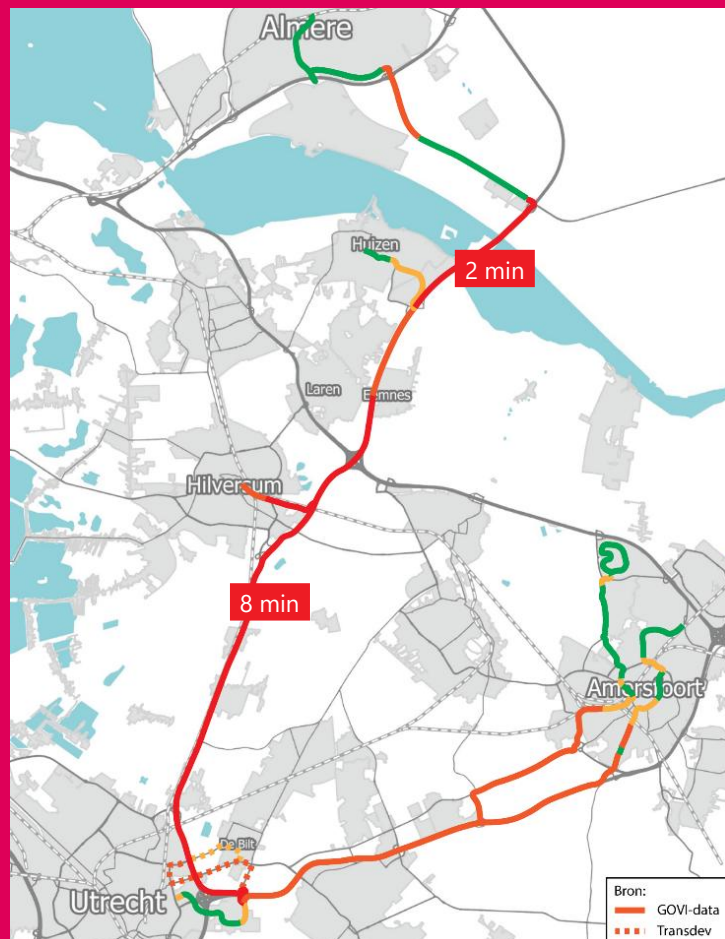 Almere
Huizen
2 min
Laren
Eemnes
Hilversum
8 min
Amersfoort
De Bilt
Utrecht
Bron:
GOVI-data
Transdev